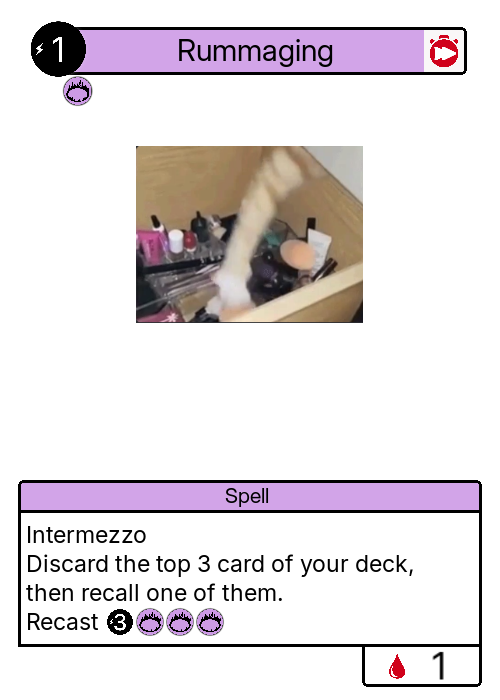 1 Rummaging
Spell
Intermezzo
Discard the top 3 card of your deck,
then recall one of them.
Recast 3
1